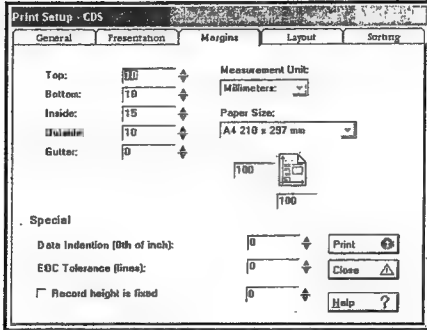 Print Setup - CDS
General Presentation Margins Layout Sorting
Top: 10 Measurement Unit:
Bottom: 10 Millimeters:
Inside: 15 Paper Size:
Outside 10 A4 210 x 297 mm
Gutter: 0
100
100
Special
Data Indention (8th of inch): 0 Print
EOC Tolerance (lines): 0 Close
Record height is fixed 0 Help ?